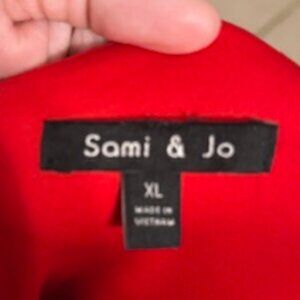 Sami & Jo
XL
MADE IN
VIETNAM